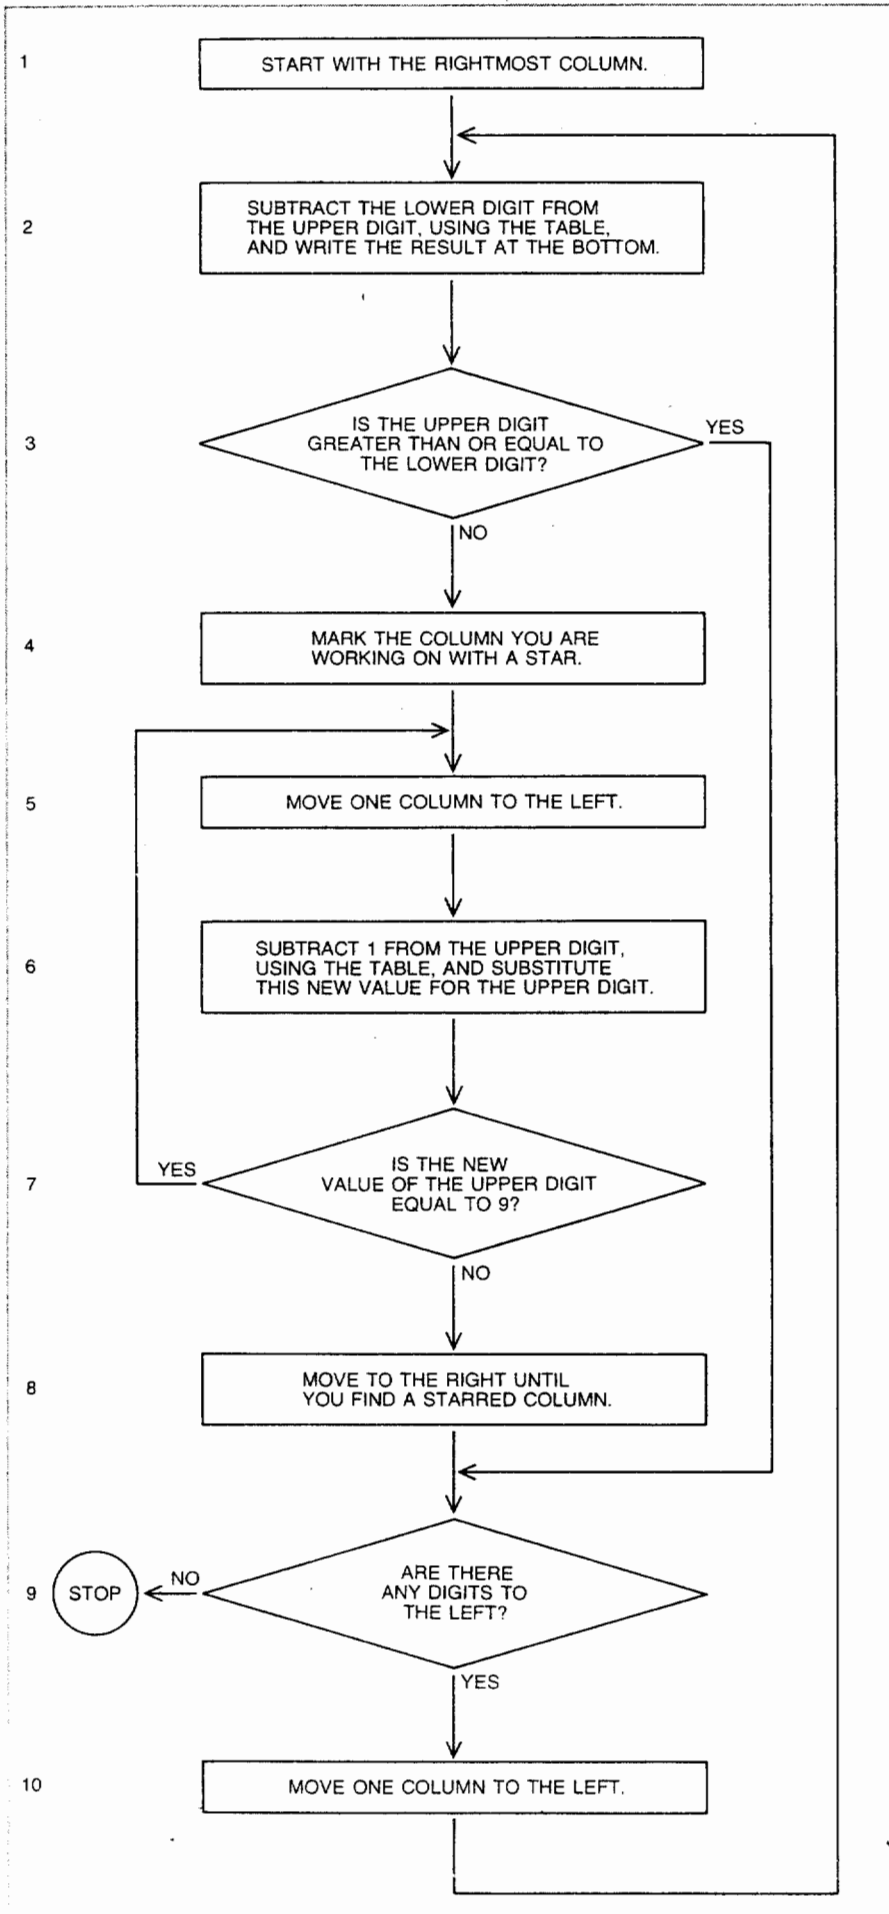 1
START WITH THE RIGHTMOST COLUMN.
2
SUBTRACT THE LOWER DIGIT FROM
THE UPPER DIGIT, USING THE TABLE,
AND WRITE THE RESULT AT THE BOTTOM.
3
IS THE UPPER DIGIT
GREATER THAN OR EQUAL TO
THE LOWER DIGIT?
YES
NO
4
MARK THE COLUMN YOU ARE
WORKING ON WITH A STAR.
5
MOVE ONE COLUMN TO THE LEFT.
6
SUBTRACT 1 FROM THE UPPER DIGIT,
USING THE TABLE, AND SUBSTITUTE
THIS NEW VALUE FOR THE UPPER DIGIT.
7
YES
IS THE NEW
VALUE OF THE UPPER DIGIT
EQUAL TO 9?
NO
8
MOVE TO THE RIGHT UNTIL
YOU FIND A STARRED COLUMN.
9
STOP
NO
ARE THERE
ANY DIGITS TO
THE LEFT?
YES
10
MOVE ONE COLUMN TO THE LEFT.